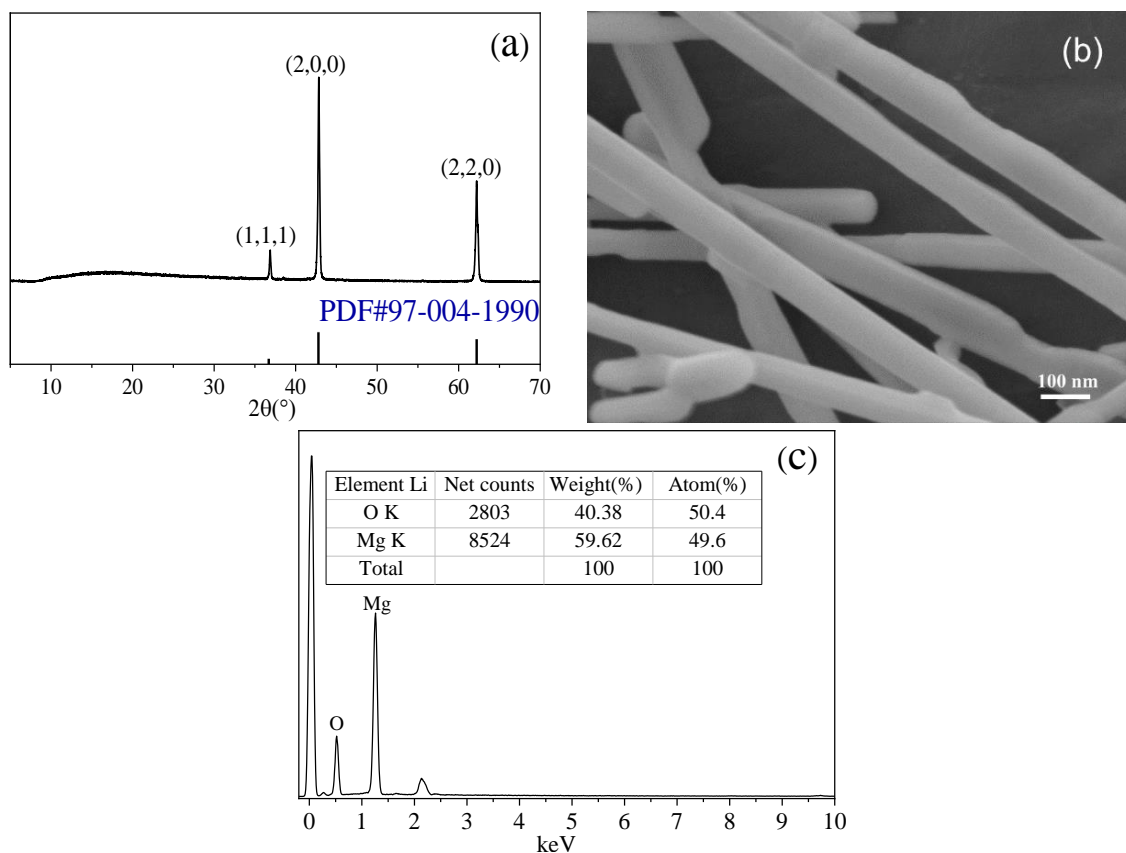 (a)
(2,0,0)
(2,2,0)
(1,1,1)
PDF#97-004-1990
10 20 30 40 50 60 70
2θ(°)
(b)
100 nm
(c)
Element Li Net counts Weight(%) Atom(%)
O K 2803 40.38 50.4
Mg K 8524 59.62 49.6
Total 100 100
Mg
O
0 1 2 3 4 5 6 7 8 9 10
keV